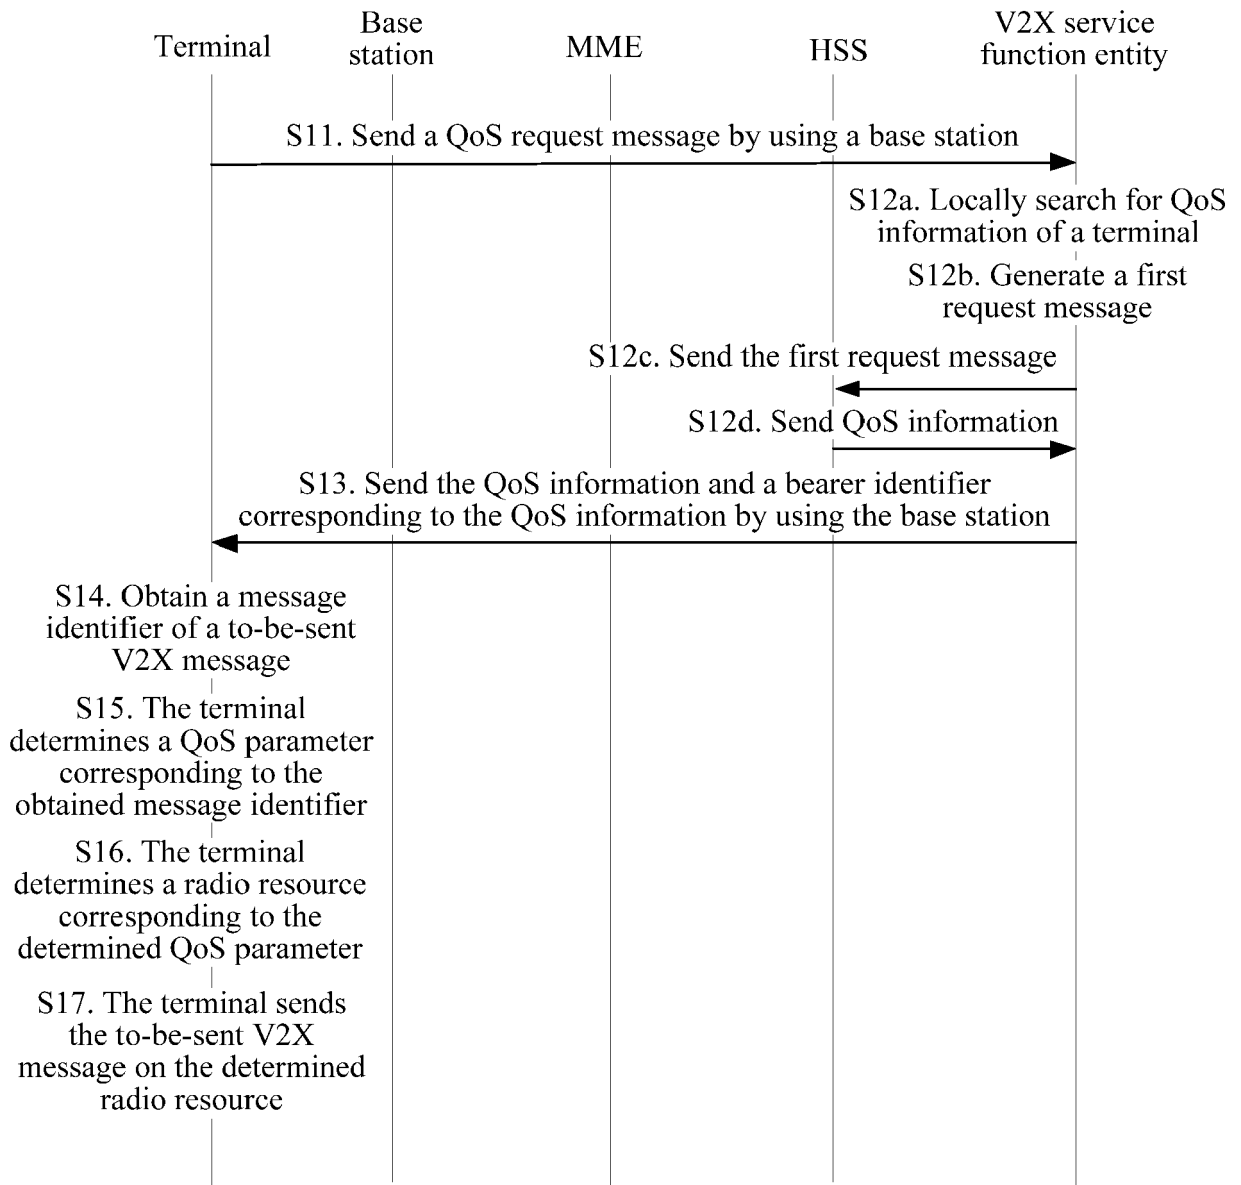 Terminal
Base
station
MME
HSS
V2X service
function entity
S11. Send a QoS request message by using a base station
S12a. Locally search for QoS
information of a terminal
S12b. Generate a first
request message
S12c. Send the first request message
S12d. Send QoS information
S13. Send the QoS information and a bearer identifier
corresponding to the QoS information by using the base station
S14. Obtain a message
identifier of a to-be-sent
V2X message
S15. The terminal
determines a QoS parameter
corresponding to the
obtained message identifier
S16. The terminal
determines a radio resource
corresponding to the
determined QoS parameter
S17. The terminal sends
the to-be-sent V2X
message on the determined
radio resource